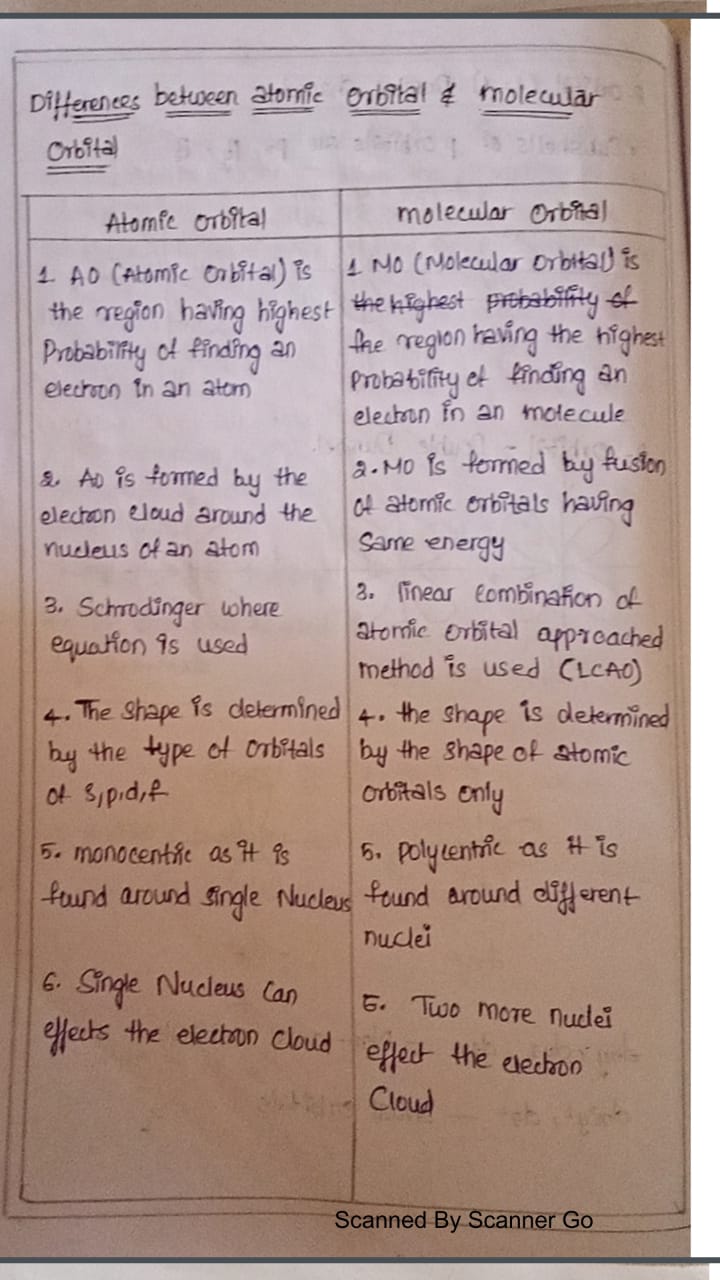 Differences between atomic orbital & molecular
Orbital
Atomic orbital
molecular Orbital
1 AO (Atomic Orbital) is
the region having highest
Probability of finding an
electron in an atom
2. AO is formed by the
electron cloud around the
nucleus of an atom
3. Schrodinger where
equation is used
4. The shape is determined
by the type of orbitals
of s,p,d,f
5. monocentric as it is
found around single Nucleus
6. Single Nucleus can
effects the electron cloud
1 MO (Molecular Orbital) is
the highest probability of
the region having the highest
Probability of finding an
electron in an molecule
2. MO is formed by fusion
of atomic orbitals having
Same energy
3. linear combination of
atomic orbital approached
method is used (LCAO)
4. the shape is determined
by the shape of atomic
orbitals only
5. polycentric as it is
found around different
nuclei
6. Two more nuclei
effect the electron
Cloud
Scanned By Scanner Go